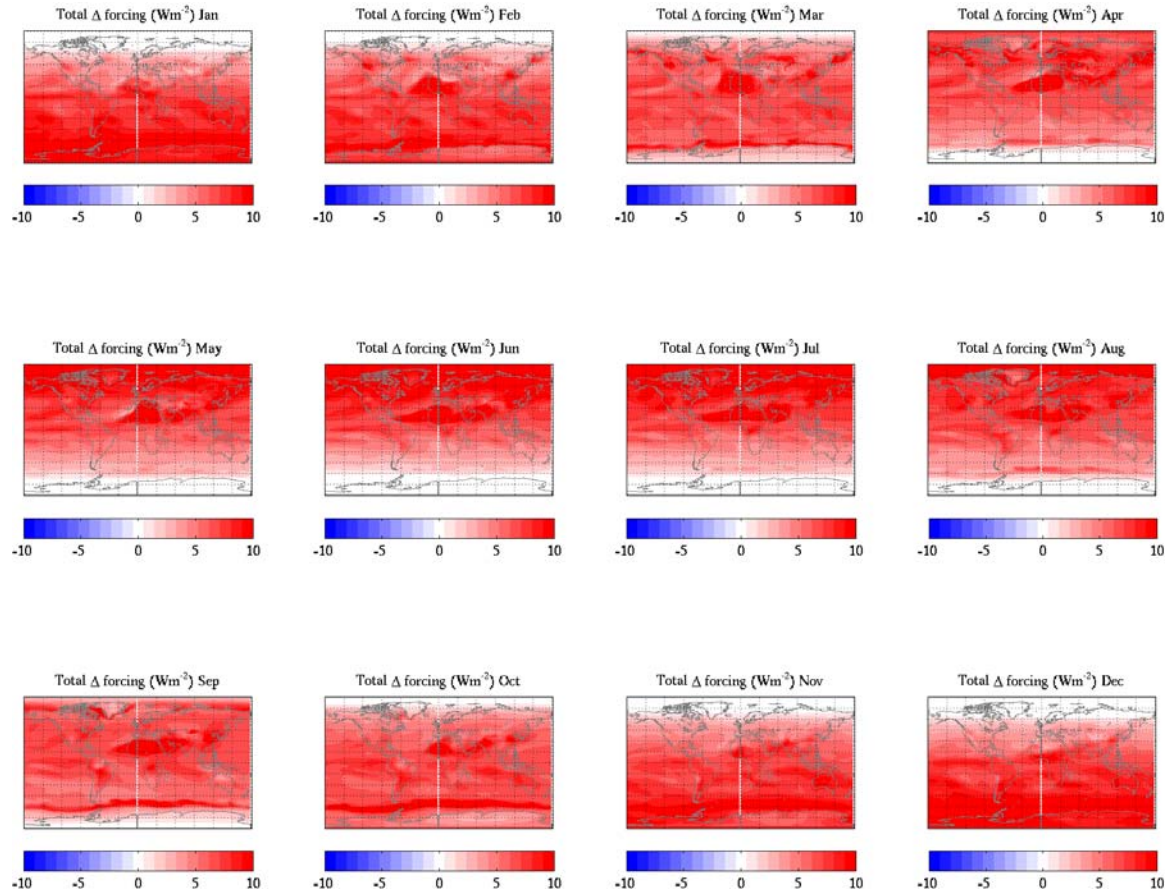 Total Δ forcing (Wm⁻²) Jan
Total Δ forcing (Wm⁻²) Feb
Total Δ forcing (Wm⁻²) Mar
Total Δ forcing (Wm⁻²) Apr
-10 -5 0 5 10
-10 -5 0 5 10
-10 -5 0 5 10
-10 -5 0 5 10
Total Δ forcing (Wm⁻²) May
Total Δ forcing (Wm⁻²) Jun
Total Δ forcing (Wm⁻²) Jul
Total Δ forcing (Wm⁻²) Aug
-10 -5 0 5 10
-10 -5 0 5 10
-10 -5 0 5 10
-10 -5 0 5 10
Total Δ forcing (Wm⁻²) Sep
Total Δ forcing (Wm⁻²) Oct
Total Δ forcing (Wm⁻²) Nov
Total Δ forcing (Wm⁻²) Dec
-10 -5 0 5 10
-10 -5 0 5 10
-10 -5 0 5 10
-10 -5 0 5 10